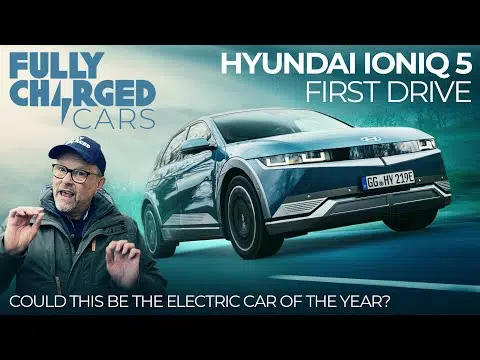 FULLY
CHARGED
CARS
HYUNDAI IONIQ 5
FIRST DRIVE
GG HY 219E
COULD THIS BE THE ELECTRIC CAR OF THE YEAR?